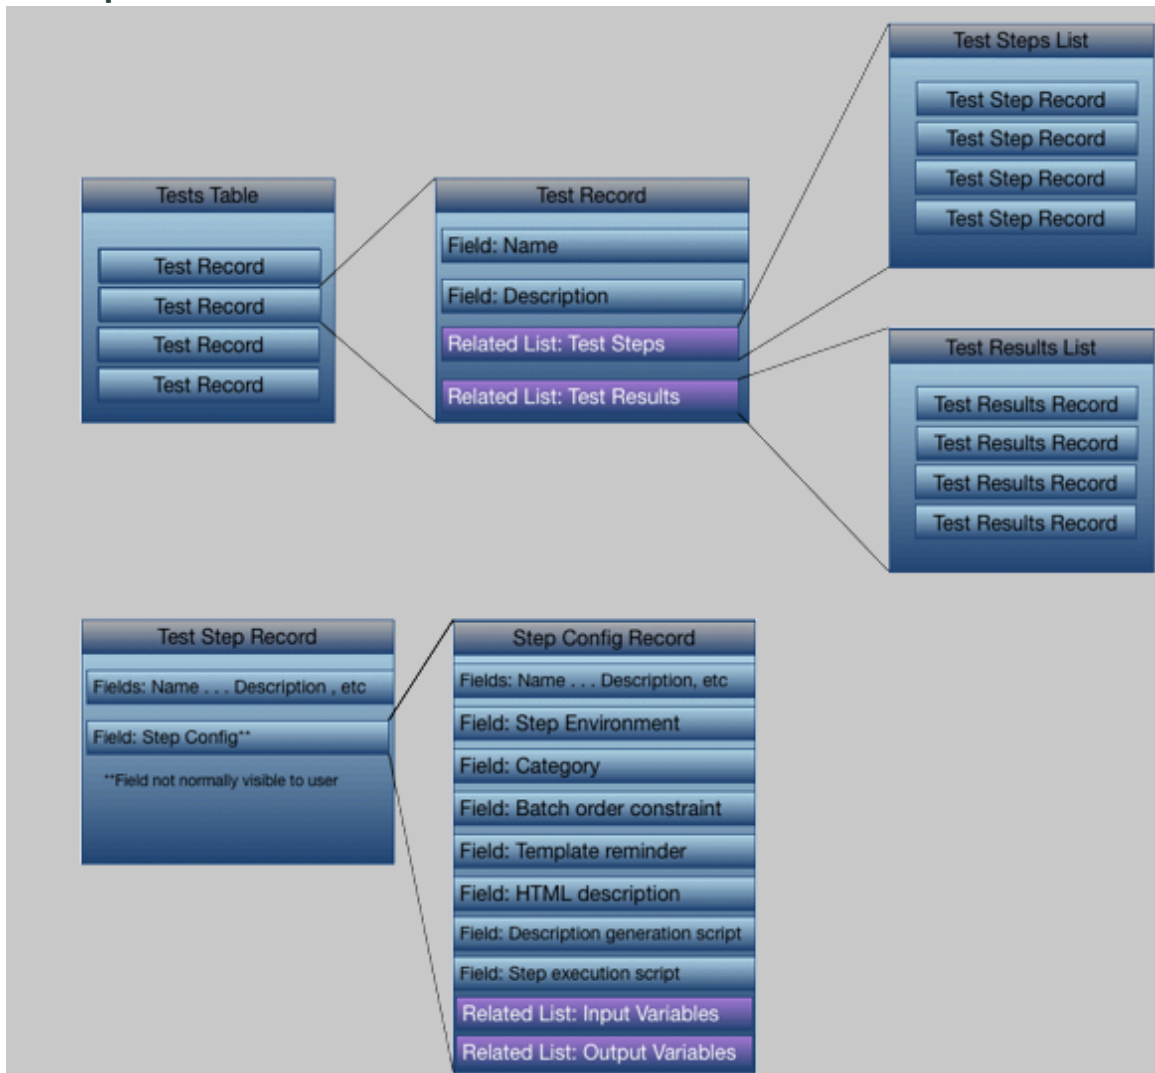 Tests Table
Test Record
Test Record
Test Record
Test Record
Test Record
Field: Name
Field: Description
Related List: Test Steps
Related List: Test Results
Test Steps List
Test Step Record
Test Step Record
Test Step Record
Test Step Record
Test Results List
Test Results Record
Test Results Record
Test Results Record
Test Results Record
Test Step Record
Fields: Name . . . Description , etc
Field: Step Config**
**Field not normally visible to user
Step Config Record
Fields: Name . . . Description, etc
Field: Step Environment
Field: Category
Field: Batch order constraint
Field: Template reminder
Field: HTML description
Field: Description generation script
Field: Step execution script
Related List: Input Variables
Related List: Output Variables